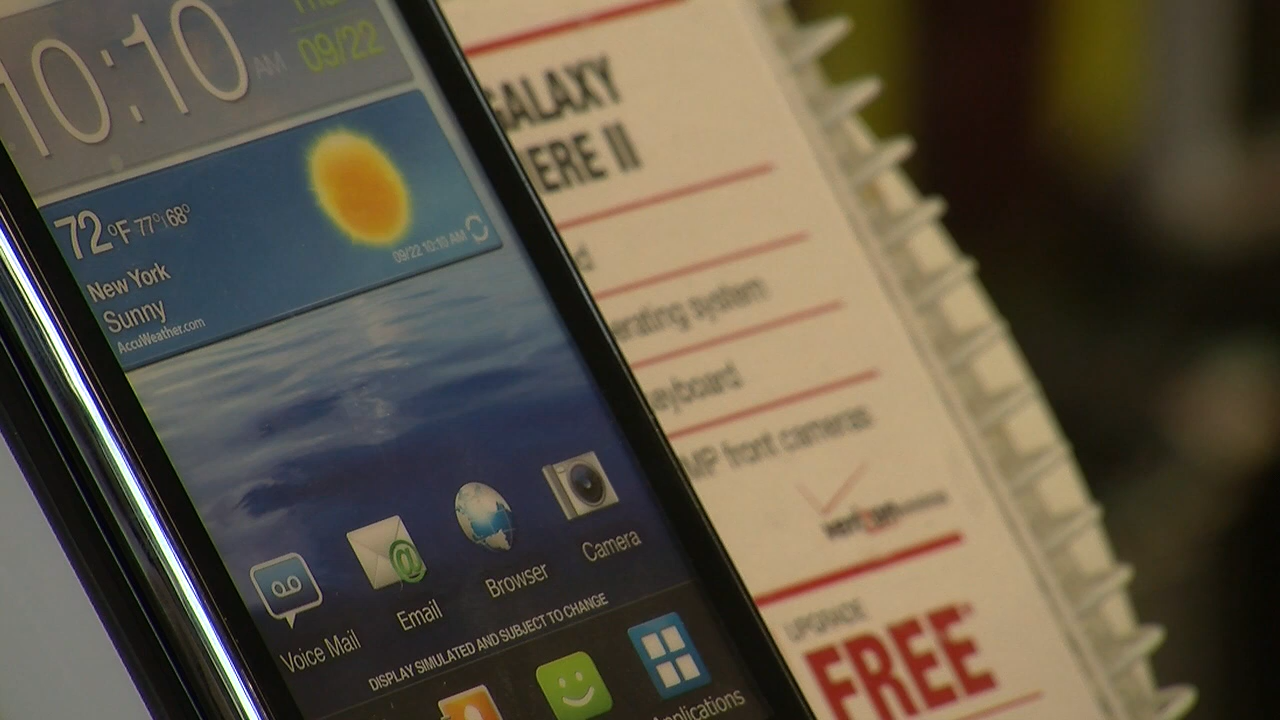 10:10 AM
Thu
09/22
72°F 77° 68°
New York
Sunny
AccuWeather.com
09/22 10:10 AM
Voice Mail
Email
Browser
Camera
DISPLAY SIMULATED AND SUBJECT TO CHANGE
pplications
GALAXY
ERE II
d
erating system
eyboard
MP front cameras
verizon
UPGRADE
FREE*